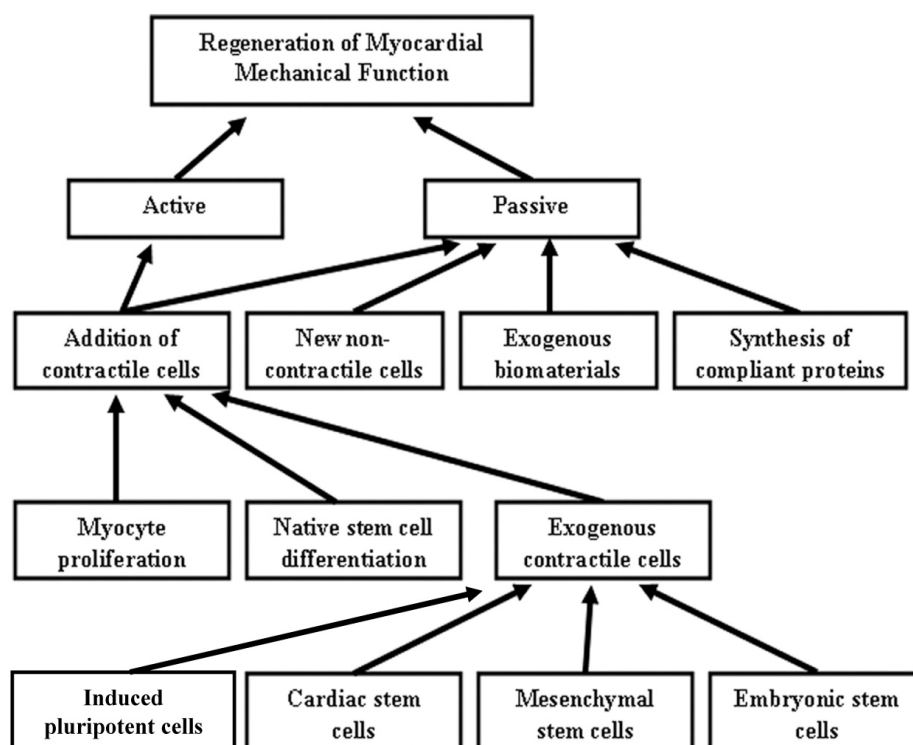 Regeneration of Myocardial
Mechanical Function
Active
Passive
Addition of
contractile cells
New non-
contractile cells
Exogenous
biomaterials
Synthesis of
compliant proteins
Myocyte
proliferation
Native stem cell
differentiation
Exogenous
contractile cells
Induced
pluripotent cells
Cardiac stem
cells
Mesenchymal
stem cells
Embryonic stem
cells